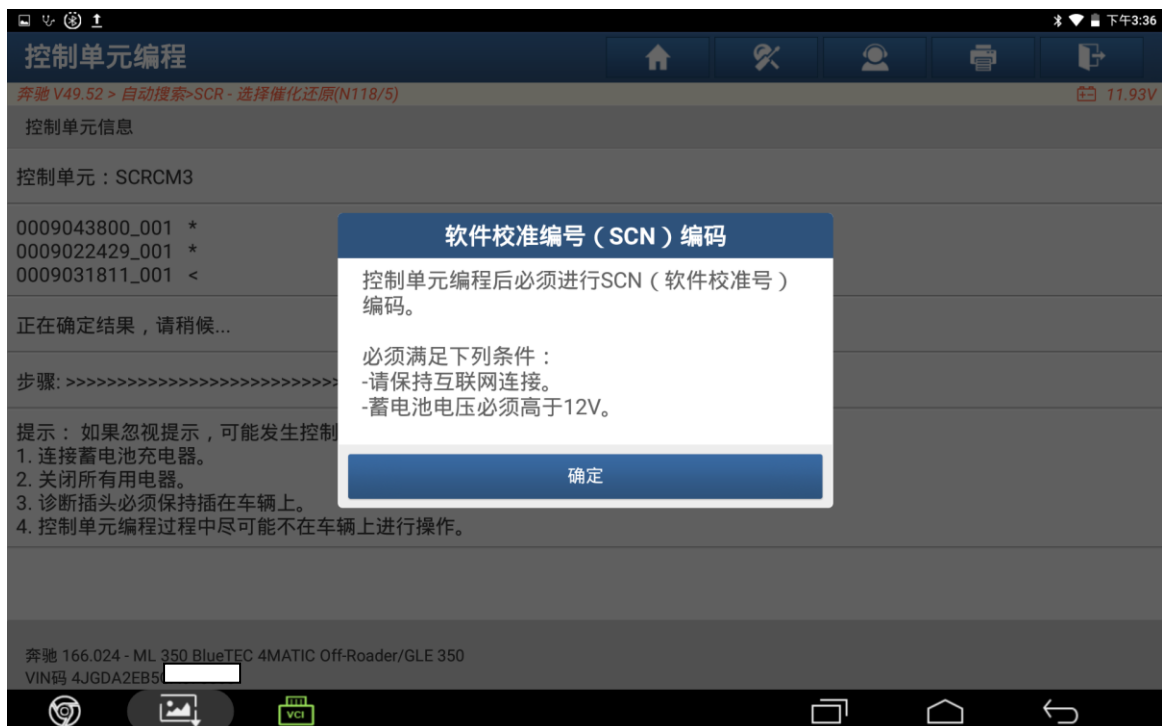 下午3:36
控制单元编程
奔驰 V49.52 > 自动搜索>SCR - 选择催化还原(N118/5)
11.93V
控制单元信息
控制单元：SCRCM3
0009043800_001 *
0009022429_001 *
0009031811_001 <
正在确定结果，请稍候...
步骤: >>>>>>>>>>>>>>>>>>>>>>>>>>>
提示： 如果忽视提示，可能发生控制
1. 连接蓄电池充电器。
2. 关闭所有用电器。
3. 诊断插头必须保持插在车辆上。
4. 控制单元编程过程中尽可能不在车辆上进行操作。
软件校准编号（SCN）编码
控制单元编程后必须进行SCN（软件校准号）
编码。
必须满足下列条件：
-请保持互联网连接。
-蓄电池电压必须高于12V。
确定
奔驰 166.024 - ML 350 BlueTEC 4MATIC Off-Roader/GLE 350
VIN码 4JGDA2EB5
VCI